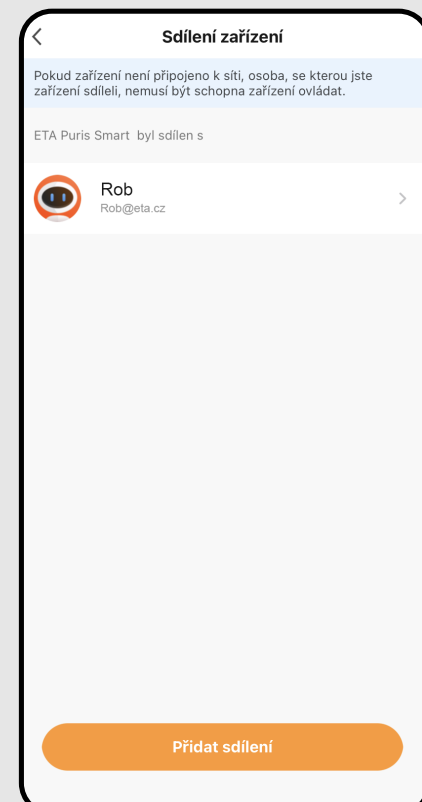 Sdílení zařízení
Pokud zařízení není připojeno k síti, osoba, se kterou jste
zařízení sdíleli, nemusí být schopna zařízení ovládat.
ETA Puris Smart byl sdílen s
Rob
Rob@eta.cz
Přidat sdílení